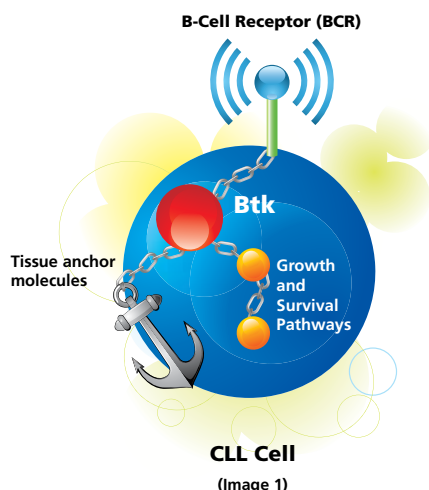 B-Cell Receptor (BCR)
Btk
Tissue anchor
molecules
Growth
and
Survival
Pathways
CLL Cell
(Image 1)